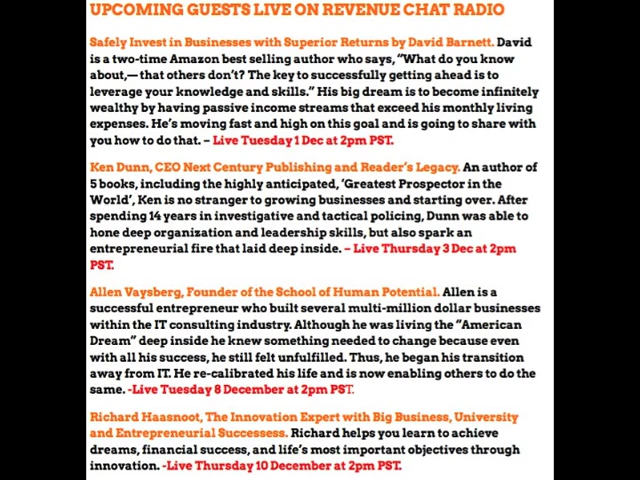 UPCOMING GUESTS LIVE ON REVENUE CHAT RADIO
Safely Invest in Businesses with Superior Returns by David Barnett. David
is a two-time Amazon best selling author who says, “What do you know
about,—that others don’t? The key to successfully getting ahead is to
leverage your knowledge and skills.” His big dream is to become infinitely
wealthy by having passive income streams that exceed his monthly living
expenses. He’s moving fast and high on this goal and is going to share with
you how to do that. – Live Tuesday 1 Dec at 2pm PST.
Ken Dunn, CEO Next Century Publishing and Reader’s Legacy. An author of
5 books, including the highly anticipated, ‘Greatest Prospector in the
World’, Ken is no stranger to growing businesses and starting over. After
spending 14 years in investigative and tactical policing, Dunn was able to
hone deep organization and leadership skills, but also spark an
entrepreneurial fire that laid deep inside. – Live Thursday 3 Dec at 2pm
PST.
Allen Vaysberg, Founder of the School of Human Potential. Allen is a
successful entrepreneur who built several multi-million dollar businesses
within the IT consulting industry. Although he was living the “American
Dream” deep inside he knew something needed to change because even
with all his success, he still felt unfulfilled. Thus, he began his transition
away from IT. He re-calibrated his life and is now enabling others to do the
same. -Live Tuesday 8 December at 2pm PST.
Richard Haasnoot, The Innovation Expert with Big Business, University
and Entrepreneurial Successess. Richard helps you learn to achieve
dreams, financial success, and life’s most important objectives through
innovation. -Live Thursday 10 December at 2pm PST.